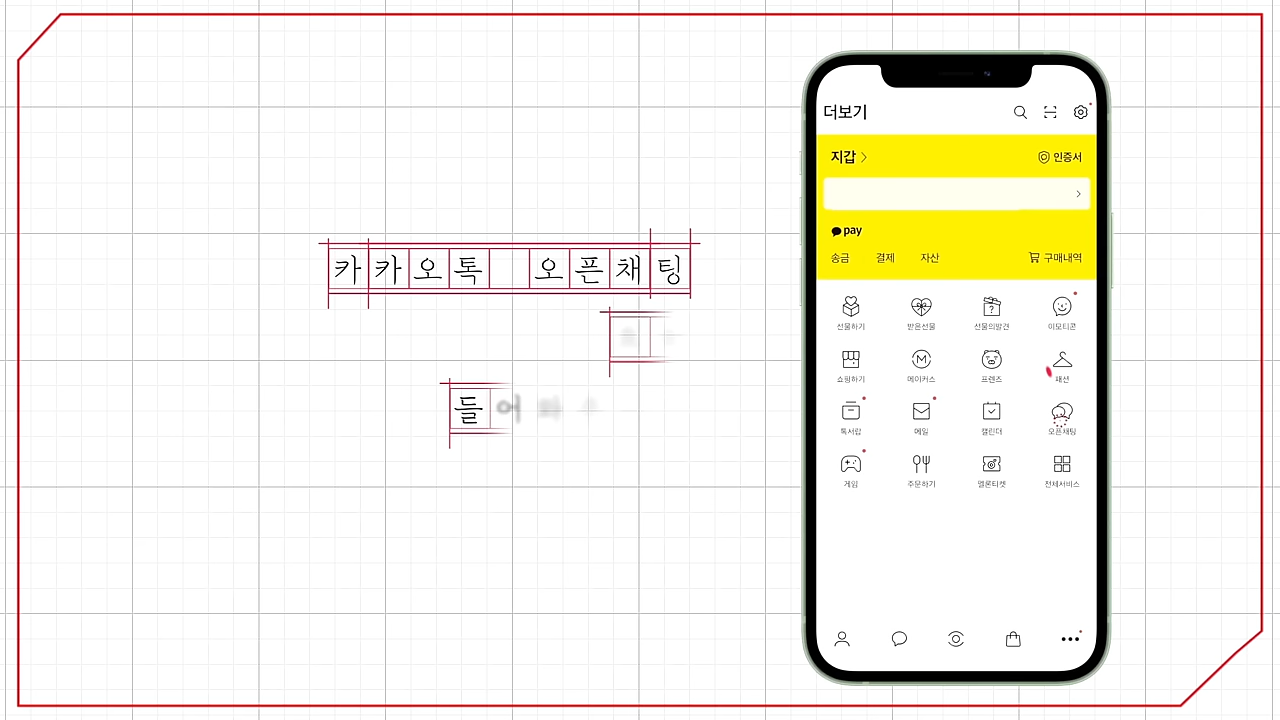 카카오톡 오픈채팅
들어
더보기
지갑
인증서
pay
송금 결제 자산 구매내역
선물하기 받은선물 선물의발견 이모티콘
쇼핑하기 메이커스 프렌즈 패션
톡서랍 메일 캘린더 오픈채팅
게임 주문하기 멜론티켓 전체서비스